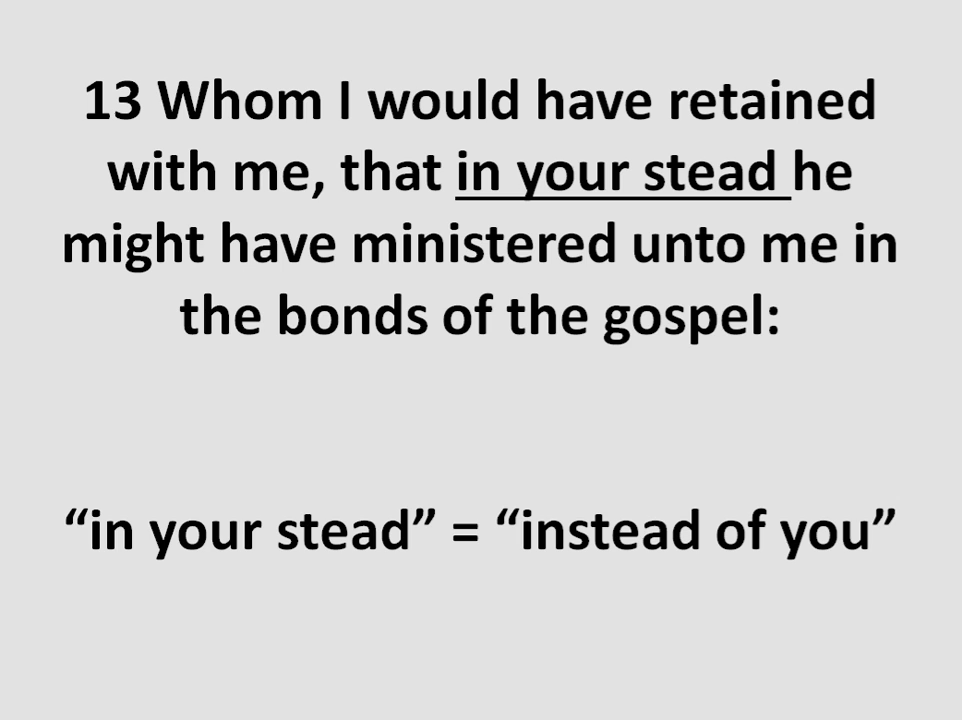 13 Whom I would have retained
with me, that in your stead he
might have ministered unto me in
the bonds of the gospel:
“in your stead” = “instead of you”